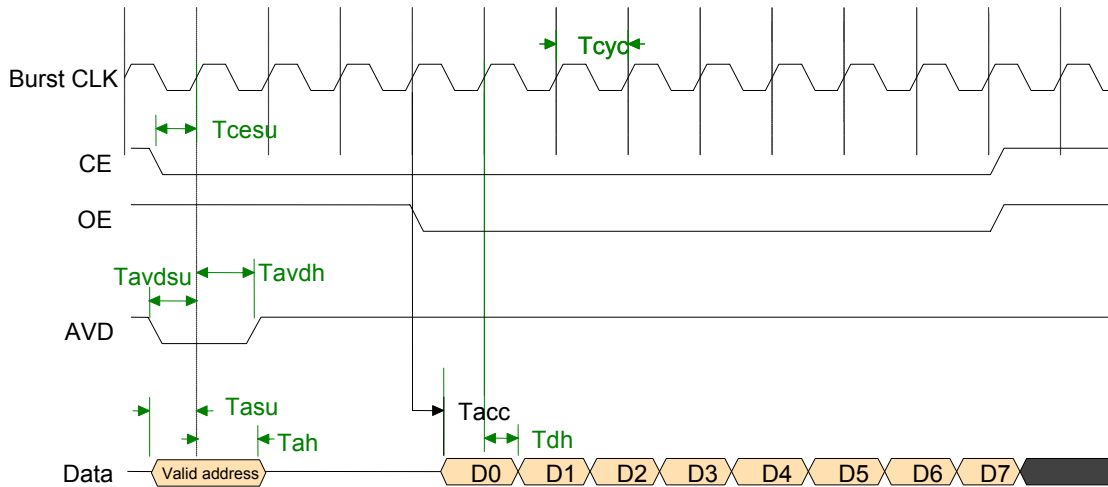 Tcyc
Burst CLK
Tcesu
CE
OE
Tavdsu
Tavdh
AVD
Tasu
Tacc
Tah
Tdh
Data
Valid address
D0
D1
D2
D3
D4
D5
D6
D7